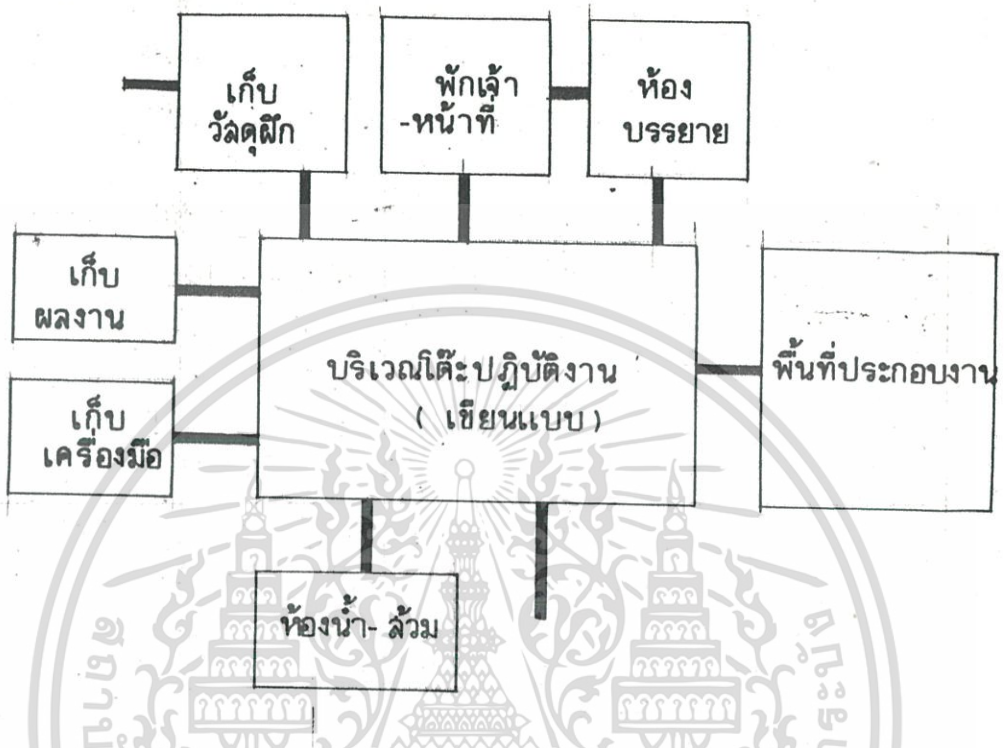 เก็บ
วัสดุฝึก
พักเจ้า
-หน้าที่
ห้อง
บรรยาย
เก็บ
ผลงาน
เก็บ
เครื่องมือ
บริเวณโต๊ะปฏิบัติงาน
( เขียนแบบ )
พื้นที่ประกอบงาน
ห้องน้ำ- ส้วม